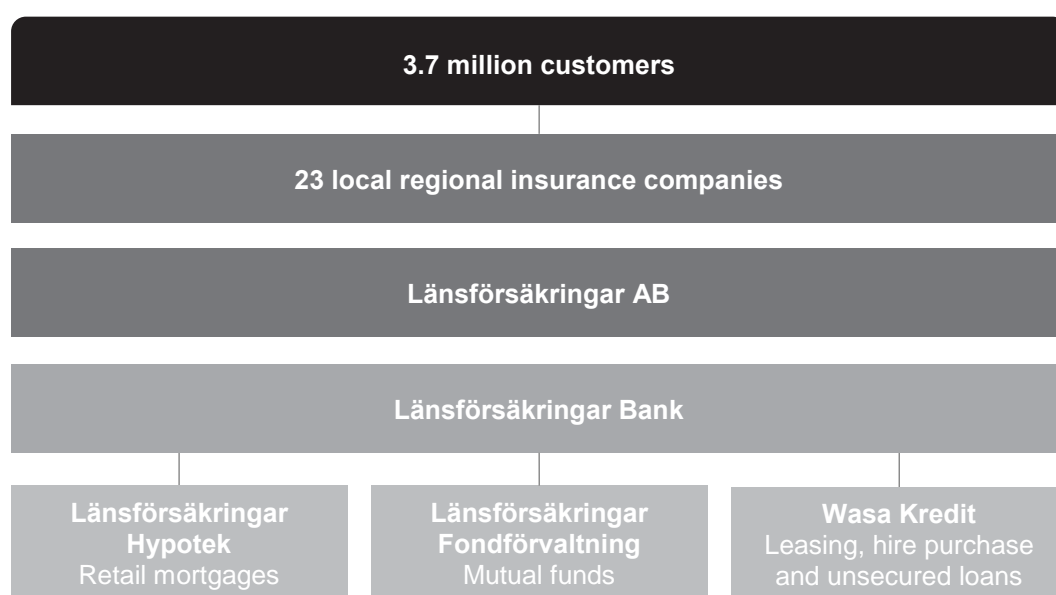 3.7 million customers
23 local regional insurance companies
Länsförsäkringar AB
Länsförsäkringar Bank
Länsförsäkringar
Hypotek
Retail mortgages
Länsförsäkringar
Fondförvaltning
Mutual funds
Wasa Kredit
Leasing, hire purchase
and unsecured loans